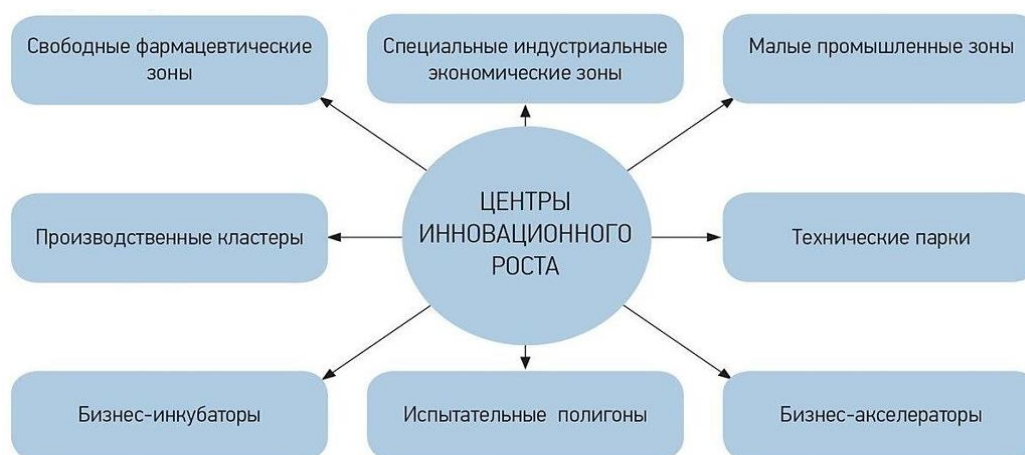 Свободные фармацевтические
зоны
Специальные индустриальные
экономические зоны
Малые промышленные зоны
Производственные кластеры
ЦЕНТРЫ
ИННОВАЦИОННОГО
РОСТА
Технические парки
Бизнес-инкубаторы
Испытательные полигоны
Бизнес-акселераторы